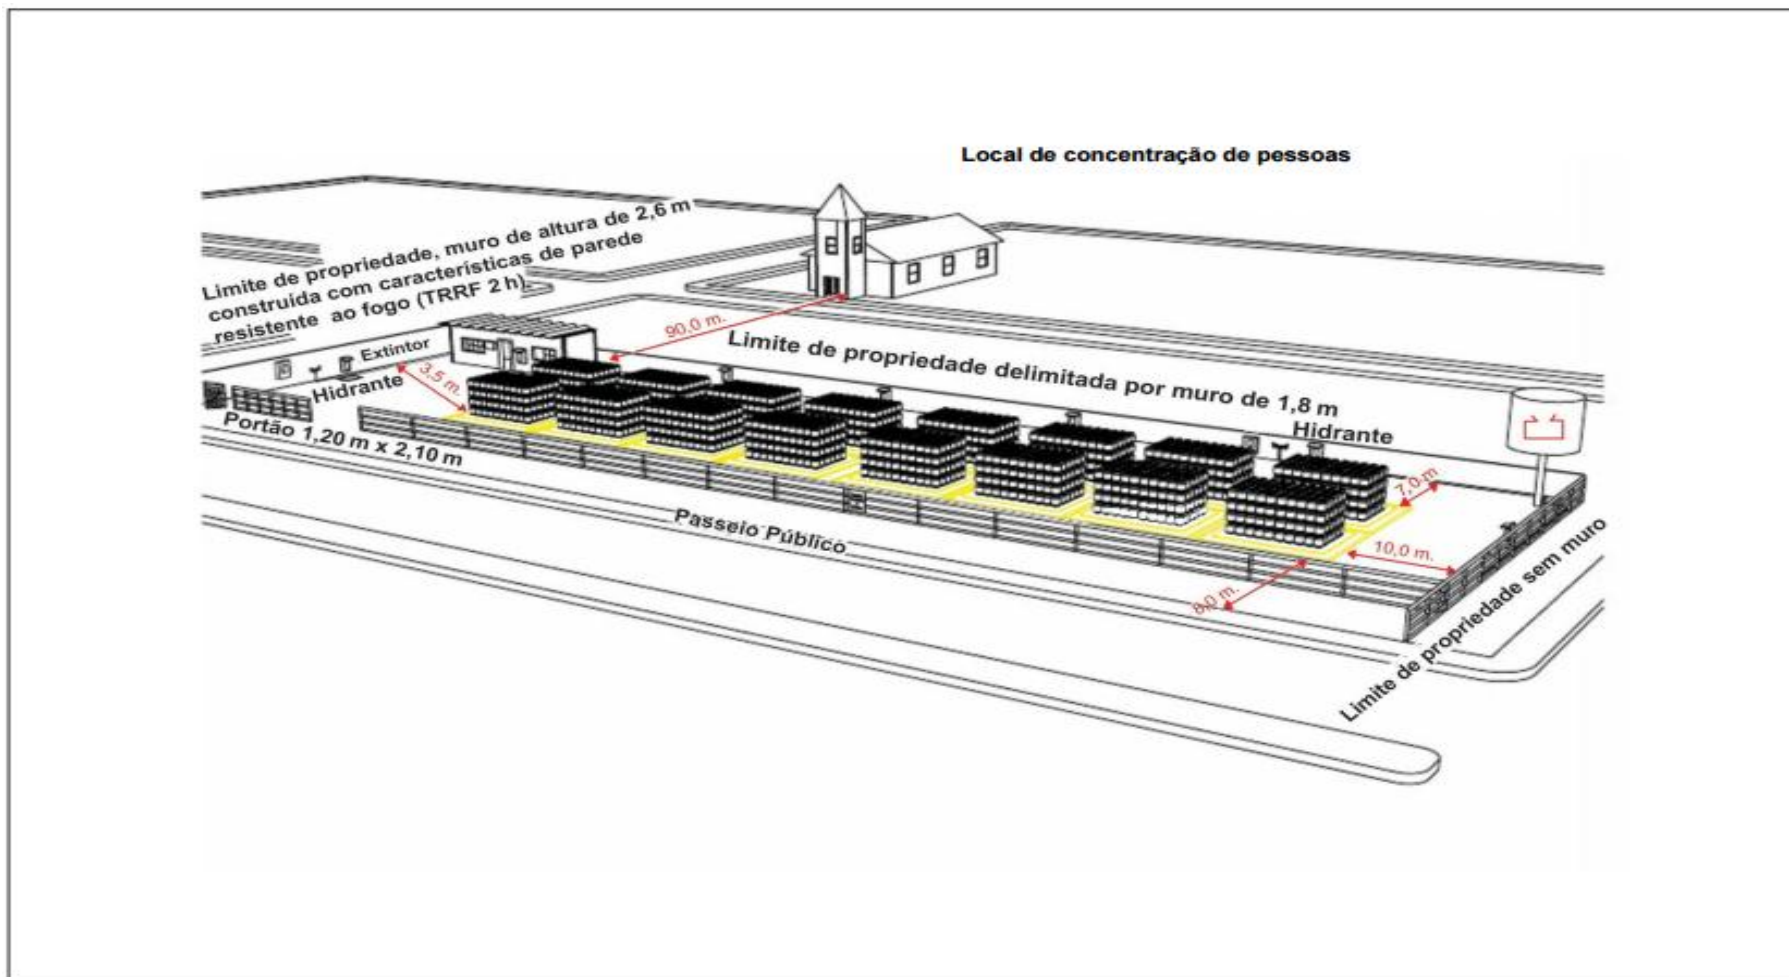 Local de concentração de pessoas
Limite de propriedade, muro de altura de 2,6 m
construída com características de parede
resistente ao fogo (TRRF 2 h).
90,0 m.
Extintor
Limite de propriedade delimitada por muro de 1,8 m
3,5 m.
Hidrante
Hidrante
Portão 1,20 m x 2,10 m
7,0 m
Passeio Público
10,0 m.
8,0 m.
Limite de propriedade sem muro